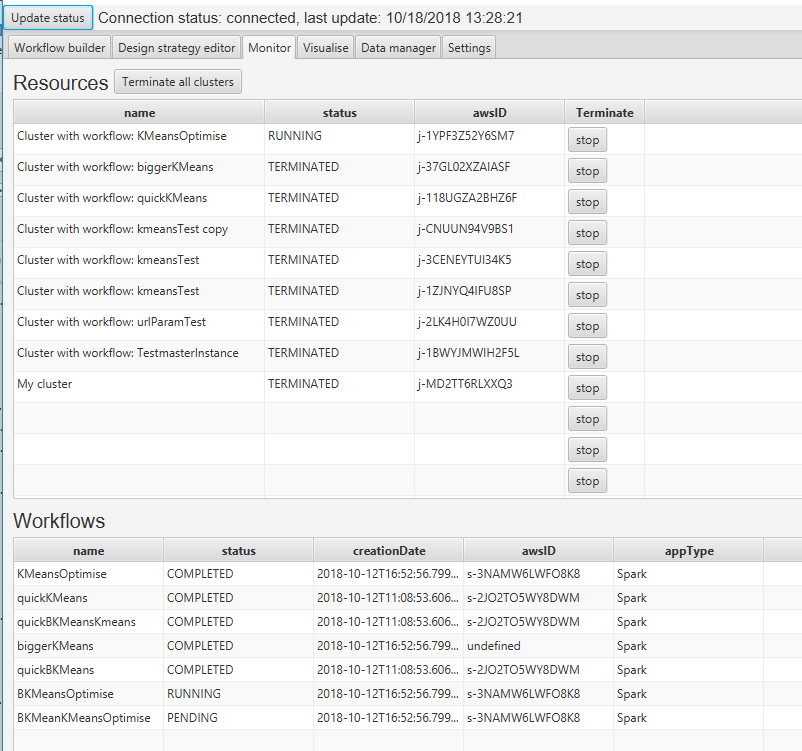 Update status Connection status: connected, last update: 10/18/2018 13:28:21
Workflow builder Design strategy editor Monitor Visualise Data manager Settings
Resources Terminate all clusters
name status awsID Terminate
Cluster with workflow: KMeansOptimise RUNNING j-1YPF3Z52Y6SM7 stop
Cluster with workflow: biggerKMeans TERMINATED j-37GL02XZAIASF stop
Cluster with workflow: quickKMeans TERMINATED j-118UGZA2BHZ6F stop
Cluster with workflow: kmeansTest copy TERMINATED j-CNUUN94V9BS1 stop
Cluster with workflow: kmeansTest TERMINATED j-3CENEYTUI34K5 stop
Cluster with workflow: kmeansTest TERMINATED j-1ZJNYQ4IFU8SP stop
Cluster with workflow: urlParamTest TERMINATED j-2LK4H0I7WZ0UU stop
Cluster with workflow: TestmasterInstance TERMINATED j-1BWYJMWIH2F5L stop
My cluster TERMINATED j-MD2TT6RLXXQ3 stop
stop
stop
stop
Workflows
name status creationDate awsID appType
KMeansOptimise COMPLETED 2018-10-12T16:52:56.799... s-3NAMW6LWFO8K8 Spark
quickKMeans COMPLETED 2018-10-12T11:08:53.606... s-2JO2TO5WY8DWM Spark
quickBKMeansKmeans COMPLETED 2018-10-12T11:08:53.606... s-2JO2TO5WY8DWM Spark
biggerKMeans COMPLETED 2018-10-12T16:52:56.799... undefined Spark
quickBKMeans COMPLETED 2018-10-12T11:08:53.606... s-2JO2TO5WY8DWM Spark
BKMeansOptimise RUNNING 2018-10-12T16:52:56.799... s-3NAMW6LWFO8K8 Spark
BKMeanKMeansOptimise PENDING 2018-10-12T16:52:56.799... s-3NAMW6LWFO8K8 Spark